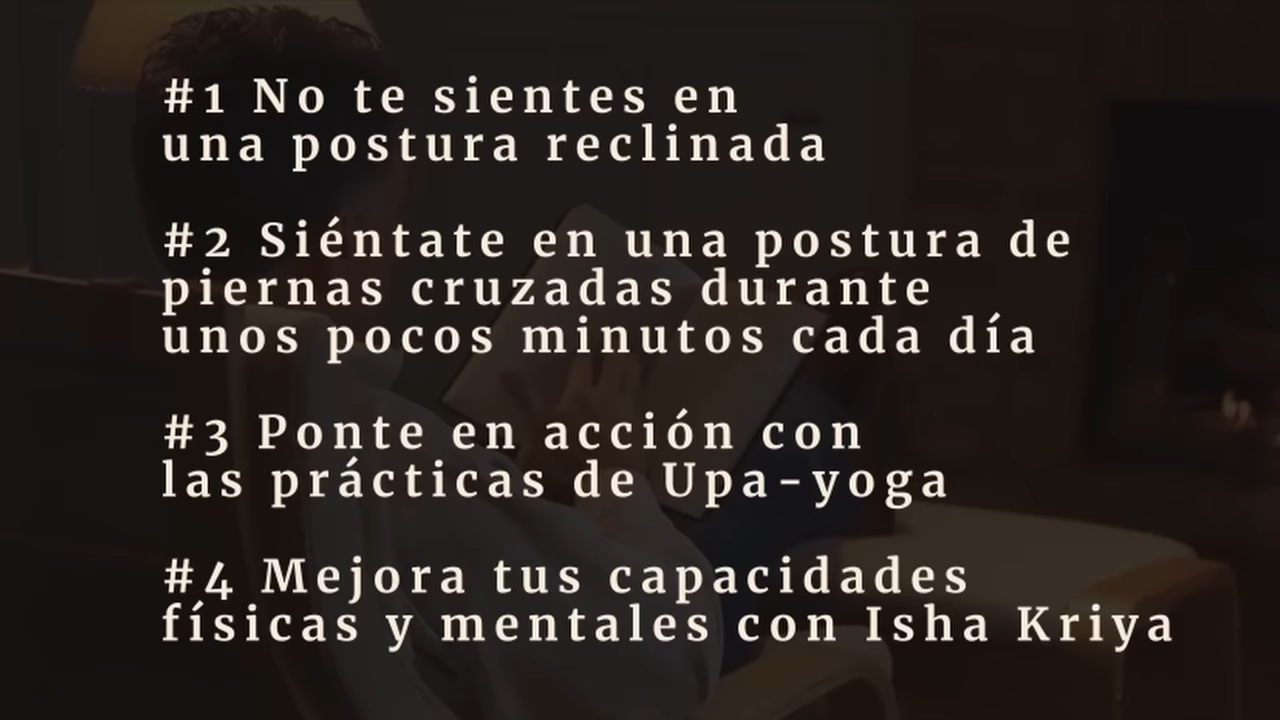 #1 No te sientes en
una postura reclinada
#2 Siéntate en una postura de
piernas cruzadas durante
unos pocos minutos cada día
#3 Ponte en acción con
las prácticas de Upa-yoga
#4 Mejora tus capacidades
físicas y mentales con Isha Kriya